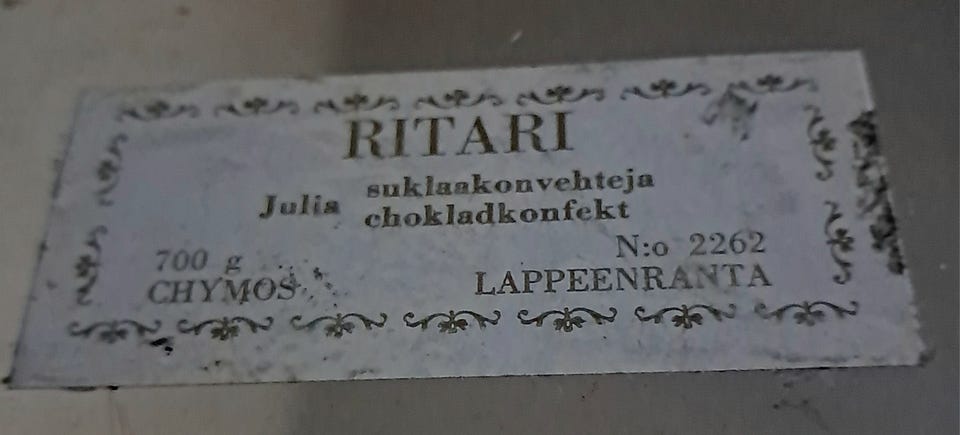 RITARI
Julia suklaakonvehteja
chokladkonfekt
700 g N:o 2262
CHYMOS LAPPEENRANTA